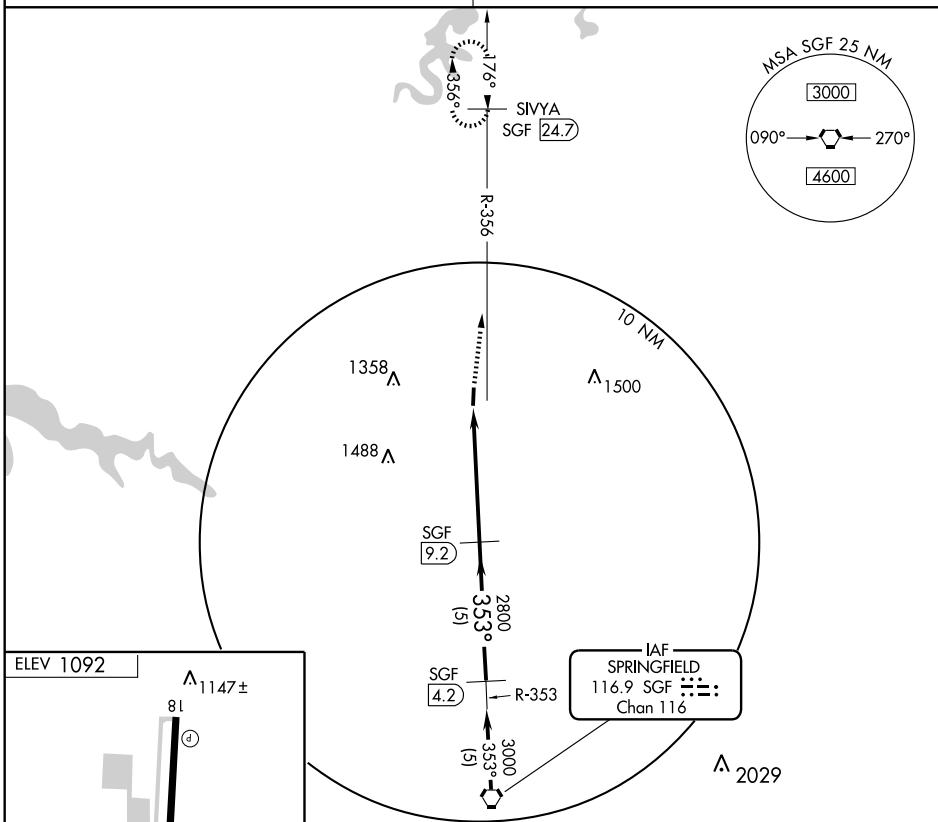 MSA SGF 25 NM
3000
090°
270°
4600
356°
176°
SIVYA
SGF 24.7
R-356
10 NM
1358
1500
1488
SGF
9.2
2800
353°
(5)
SGF
4.2
R-353
3000
353°
(5)
IAF
SPRINGFIELD
116.9 SGF
Chan 116
2029
ELEV 1092
1147±
18
P